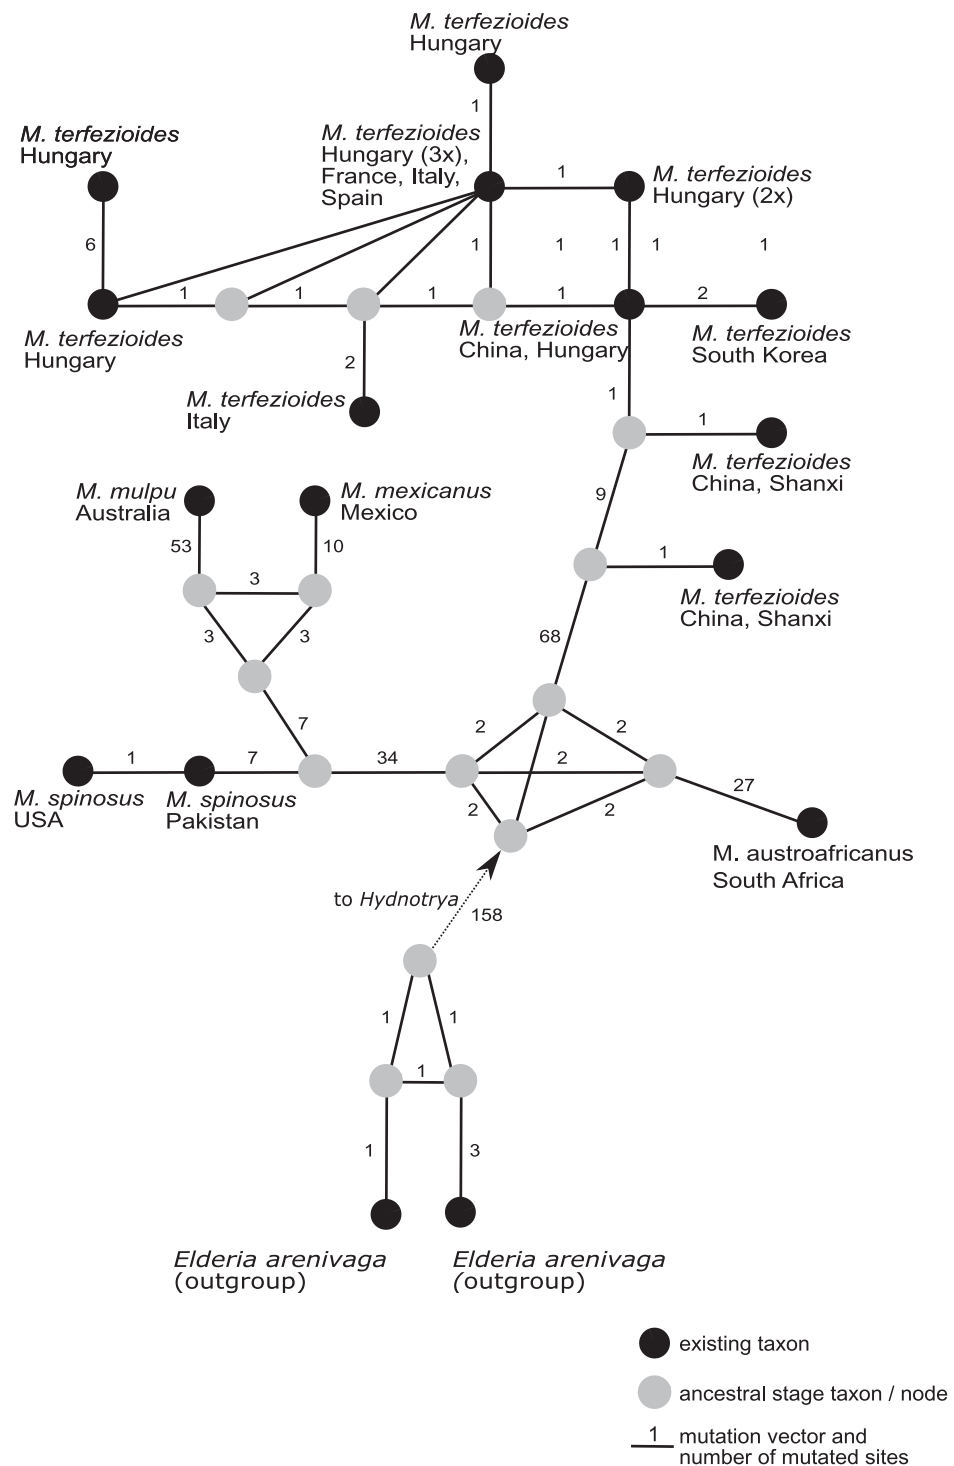 M. terfezioides
Hungary
1
M. terfezioides
Hungary
M. terfezioides
Hungary (3x),
France, Italy,
Spain
1
M. terfezioides
Hungary (2x)
6
1
1
1
1
1
1
1
1
1
2
M. terfezioides
Hungary
M. terfezioides
China, Hungary
M. terfezioides
South Korea
2
1
M. terfezioides
Italy
1
M. terfezioides
China, Shanxi
M. mulpu
Australia
M. mexicanus
Mexico
9
53
10
1
3
M. terfezioides
China, Shanxi
3
3
68
7
2
2
1
7
34
2
27
M. spinosus
USA
M. spinosus
Pakistan
2
2
M. austroafricanus
South Africa
to Hydnotrya
158
1
1
1
1
3
Elderia arenivaga
(outgroup)
Elderia arenivaga
(outgroup)
existing taxon
ancestral stage taxon / node
1
mutation vector and
number of mutated sites